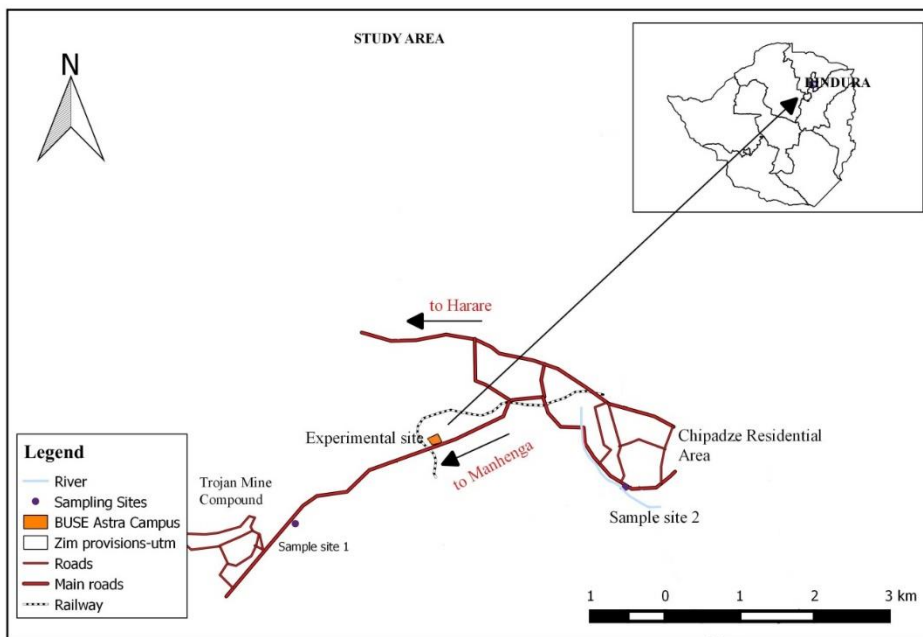 STUDY AREA
BINDURA
N
to Harare
Experimental site
to Manhenga
Chipadze Residential
Area
Sample site 2
Trojan Mine
Compound
Sample site 1
Legend
River
Sampling Sites
BUSE Astra Campus
Zim provisions-utm
Roads
Main roads
Railway
1 0 1 2 3 km